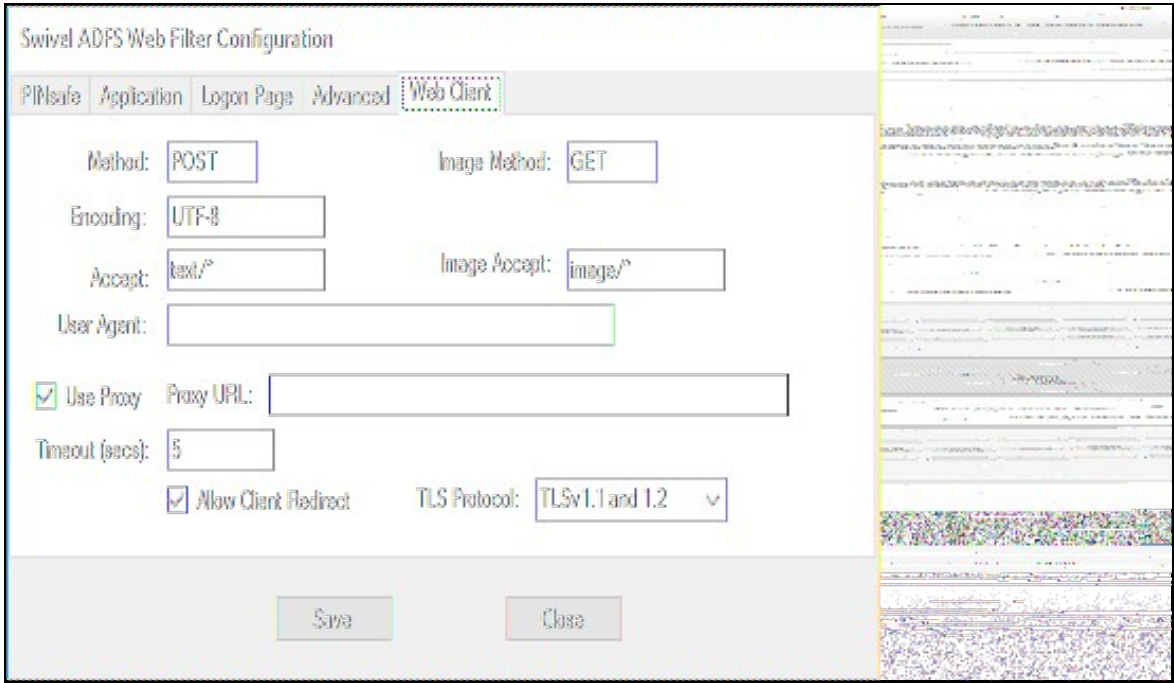 Swivel ADFS Web Filter Configuration
PINsafe Application Logon Page Advanced Web Client
Method: POST Image Method: GET
Encoding: UTF-8
Accept: text/* Image Accept: image/*
User Agent:
Use Proxy Proxy URL:
Timeout (secs): 5
Allow Client Redirect TLS Protocol: TLSv1.1 and 1.2
Save Close